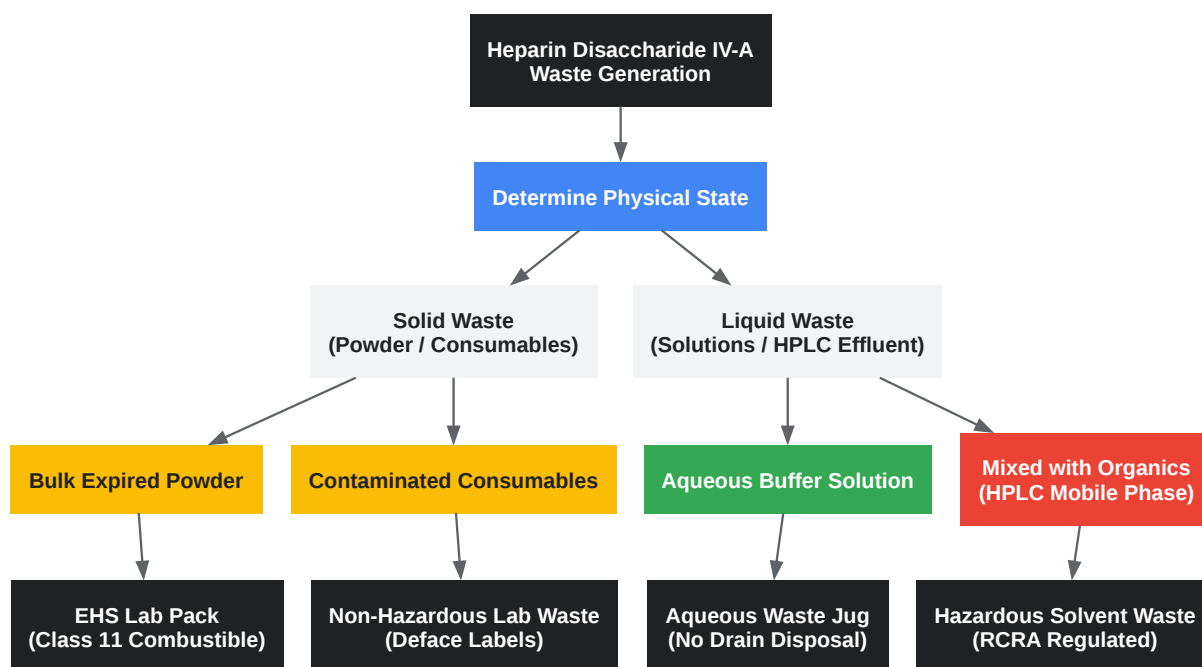 Heparin Disaccharide IV-A
Waste Generation
Determine Physical State
Solid Waste
(Powder / Consumables)
Liquid Waste
(Solutions / HPLC Effluent)
Bulk Expired Powder
Contaminated Consumables
Aqueous Buffer Solution
Mixed with Organics
(HPLC Mobile Phase)
EHS Lab Pack
(Class 11 Combustible)
Non-Hazardous Lab Waste
(Deface Labels)
Aqueous Waste Jug
(No Drain Disposal)
Hazardous Solvent Waste
(RCRA Regulated)